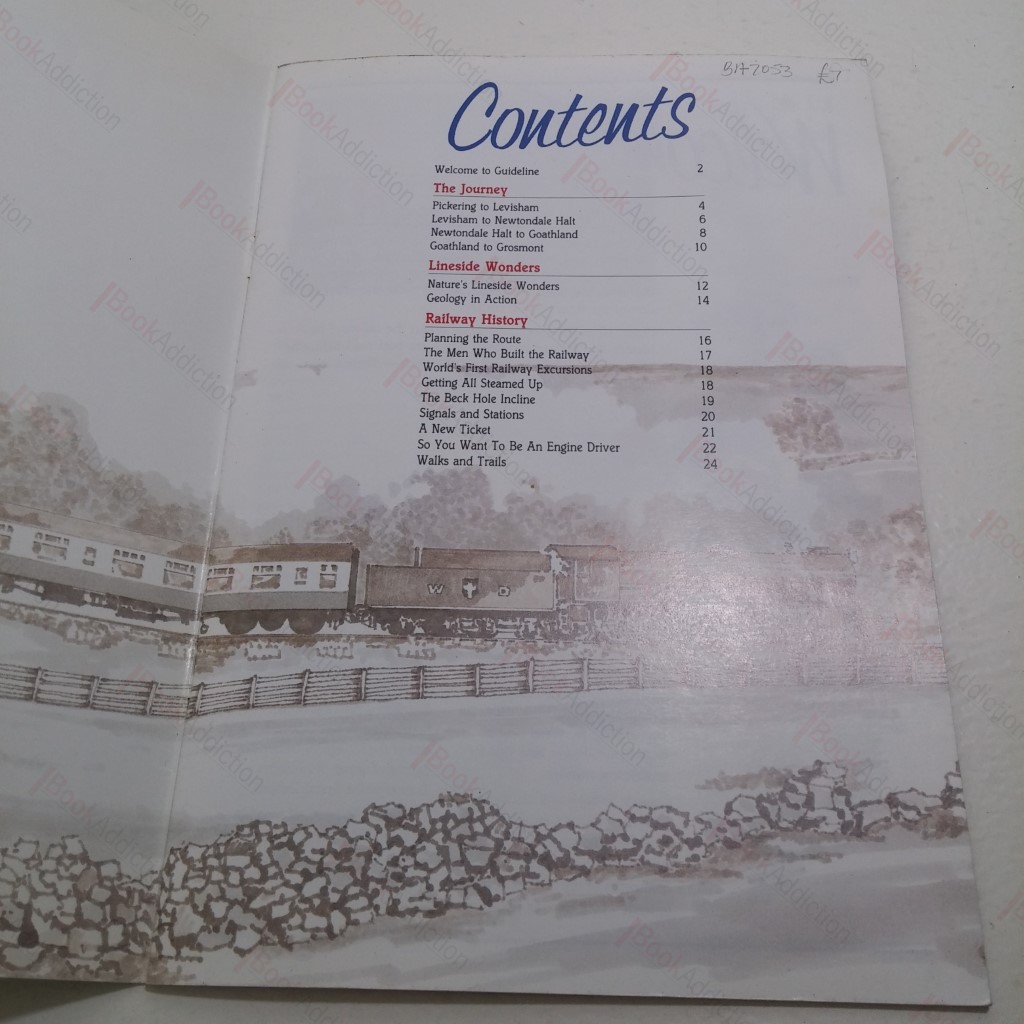 BIA7053 £7
Contents
Welcome to Guideline 2
The Journey
Pickering to Levisham 4
Levisham to Newtondale Halt 6
Newtondale Halt to Goathland 8
Goathland to Grosmont 10
Lineside Wonders
Nature's Lineside Wonders 12
Geology in Action 14
Railway History
Planning the Route 16
The Men Who Built the Railway 17
World's First Railway Excursions 18
Getting All Steamed Up 18
The Beck Hole Incline 19
Signals and Stations 20
A New Ticket 21
So You Want To Be An Engine Driver 22
Walks and Trails 24
W D
BookAddiction